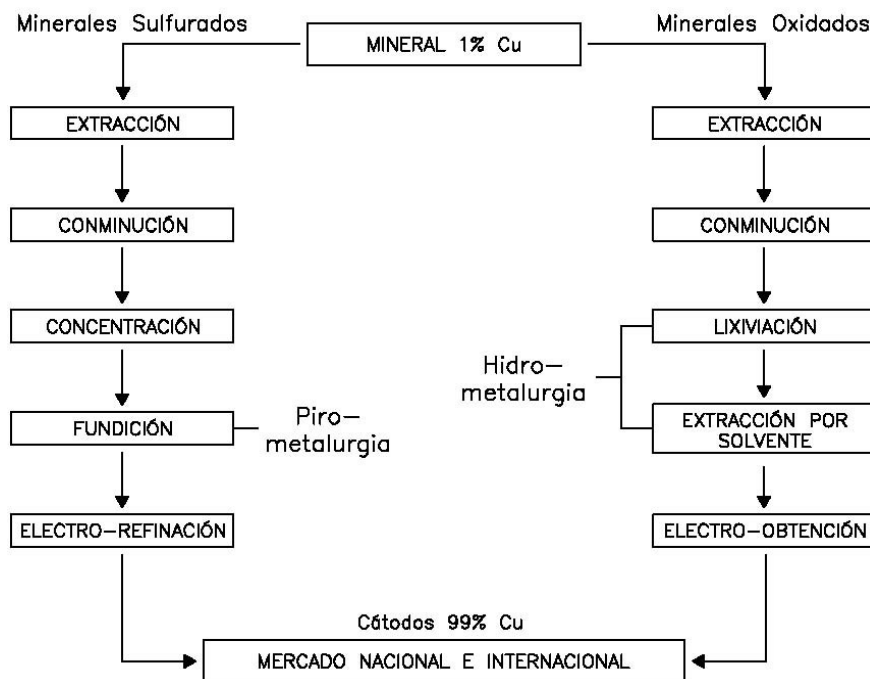 Minerales Sulfurados
MINERAL 1% Cu
Minerales Oxidados
EXTRACCIÓN
EXTRACCIÓN
CONMINUCIÓN
CONMINUCIÓN
CONCENTRACIÓN
LIXIVIACIÓN
Hidro-
metalurgia
FUNDICIÓN
Piro-
metalurgia
EXTRACCIÓN POR
SOLVENTE
ELECTRO-REFINACIÓN
ELECTRO-OBTENCIÓN
Cátodos 99% Cu
MERCADO NACIONAL E INTERNACIONAL